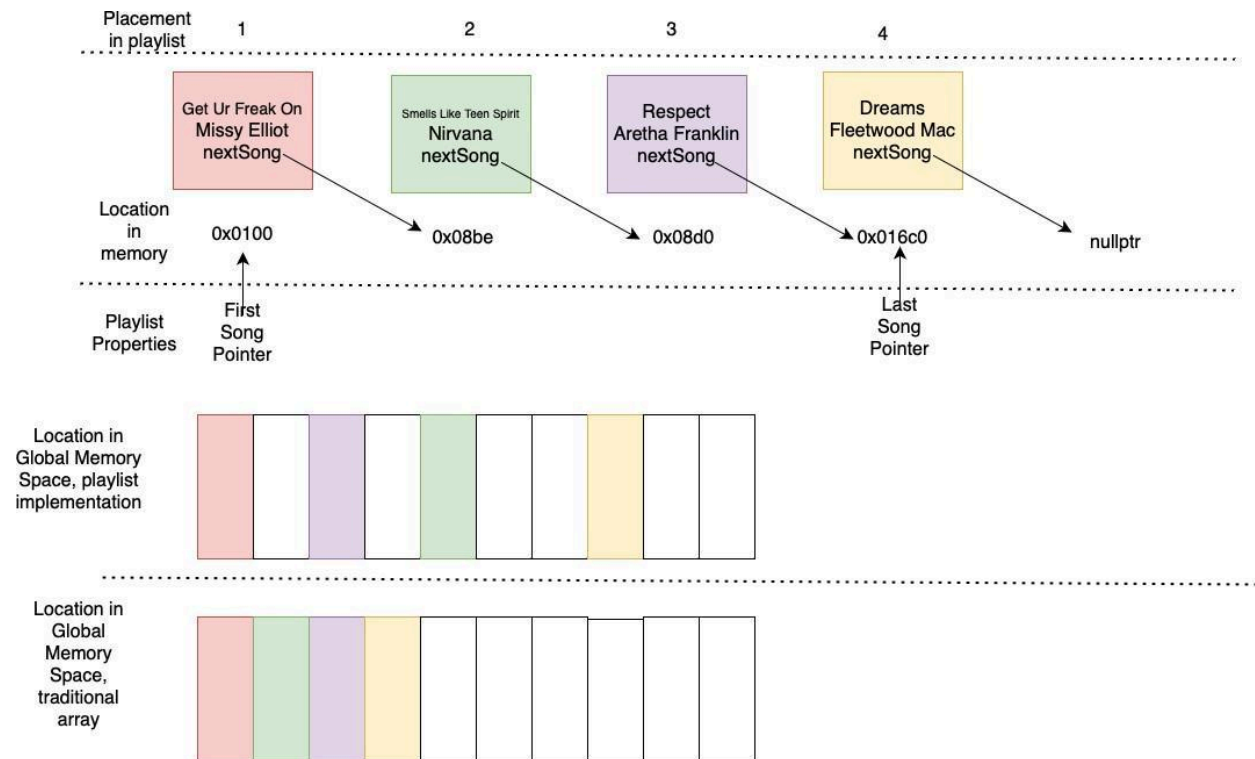 Placement
in playlist
1
2
3
4
Get Ur Freak On
Missy Elliot
nextSong
Smells Like Teen Spirit
Nirvana
nextSong
Respect
Aretha Franklin
nextSong
Dreams
Fleetwood Mac
nextSong
Location
in
memory
0x0100
0x08be
0x08d0
0x016c0
nullptr
Playlist
Properties
First
Song
Pointer
Last
Song
Pointer
Location in
Global Memory
Space, playlist
implementation
Location in
Global
Memory
Space,
traditional
array